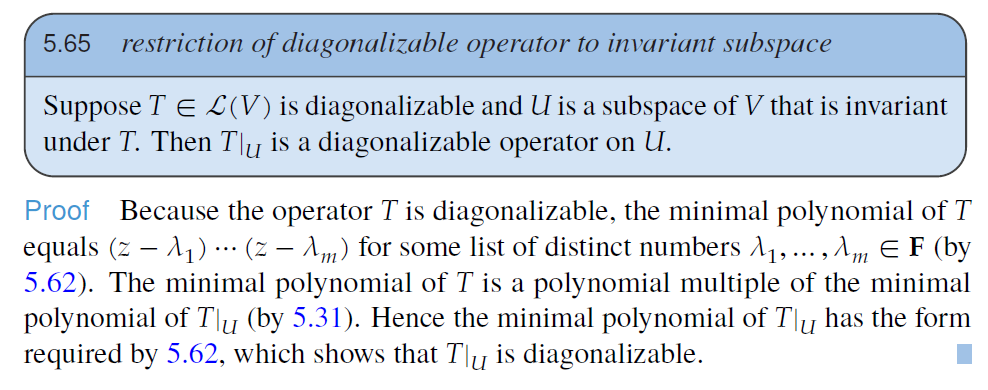 5.65 restriction of diagonalizable operator to invariant subspace
Suppose T ∈ ℒ(V) is diagonalizable and U is a subspace of V that is invariant
under T. Then T|_U is a diagonalizable operator on U.
Proof Because the operator T is diagonalizable, the minimal polynomial of T
equals (z − λ₁) ⋯ (z − λₘ) for some list of distinct numbers λ₁, … , λₘ ∈ F (by
5.62). The minimal polynomial of T is a polynomial multiple of the minimal
polynomial of T|_U (by 5.31). Hence the minimal polynomial of T|_U has the form
required by 5.62, which shows that T|_U is diagonalizable.